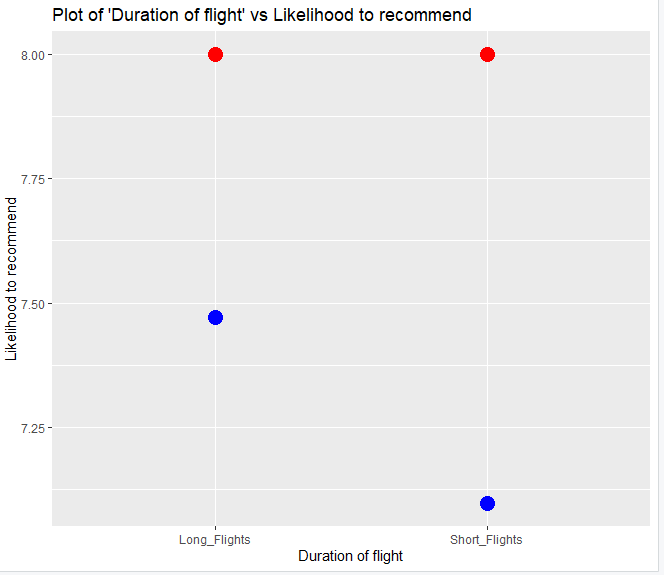 Plot of 'Duration of flight' vs Likelihood to recommend
8.00
7.75
7.50
7.25
Likelihood to recommend
Long_Flights
Short_Flights
Duration of flight